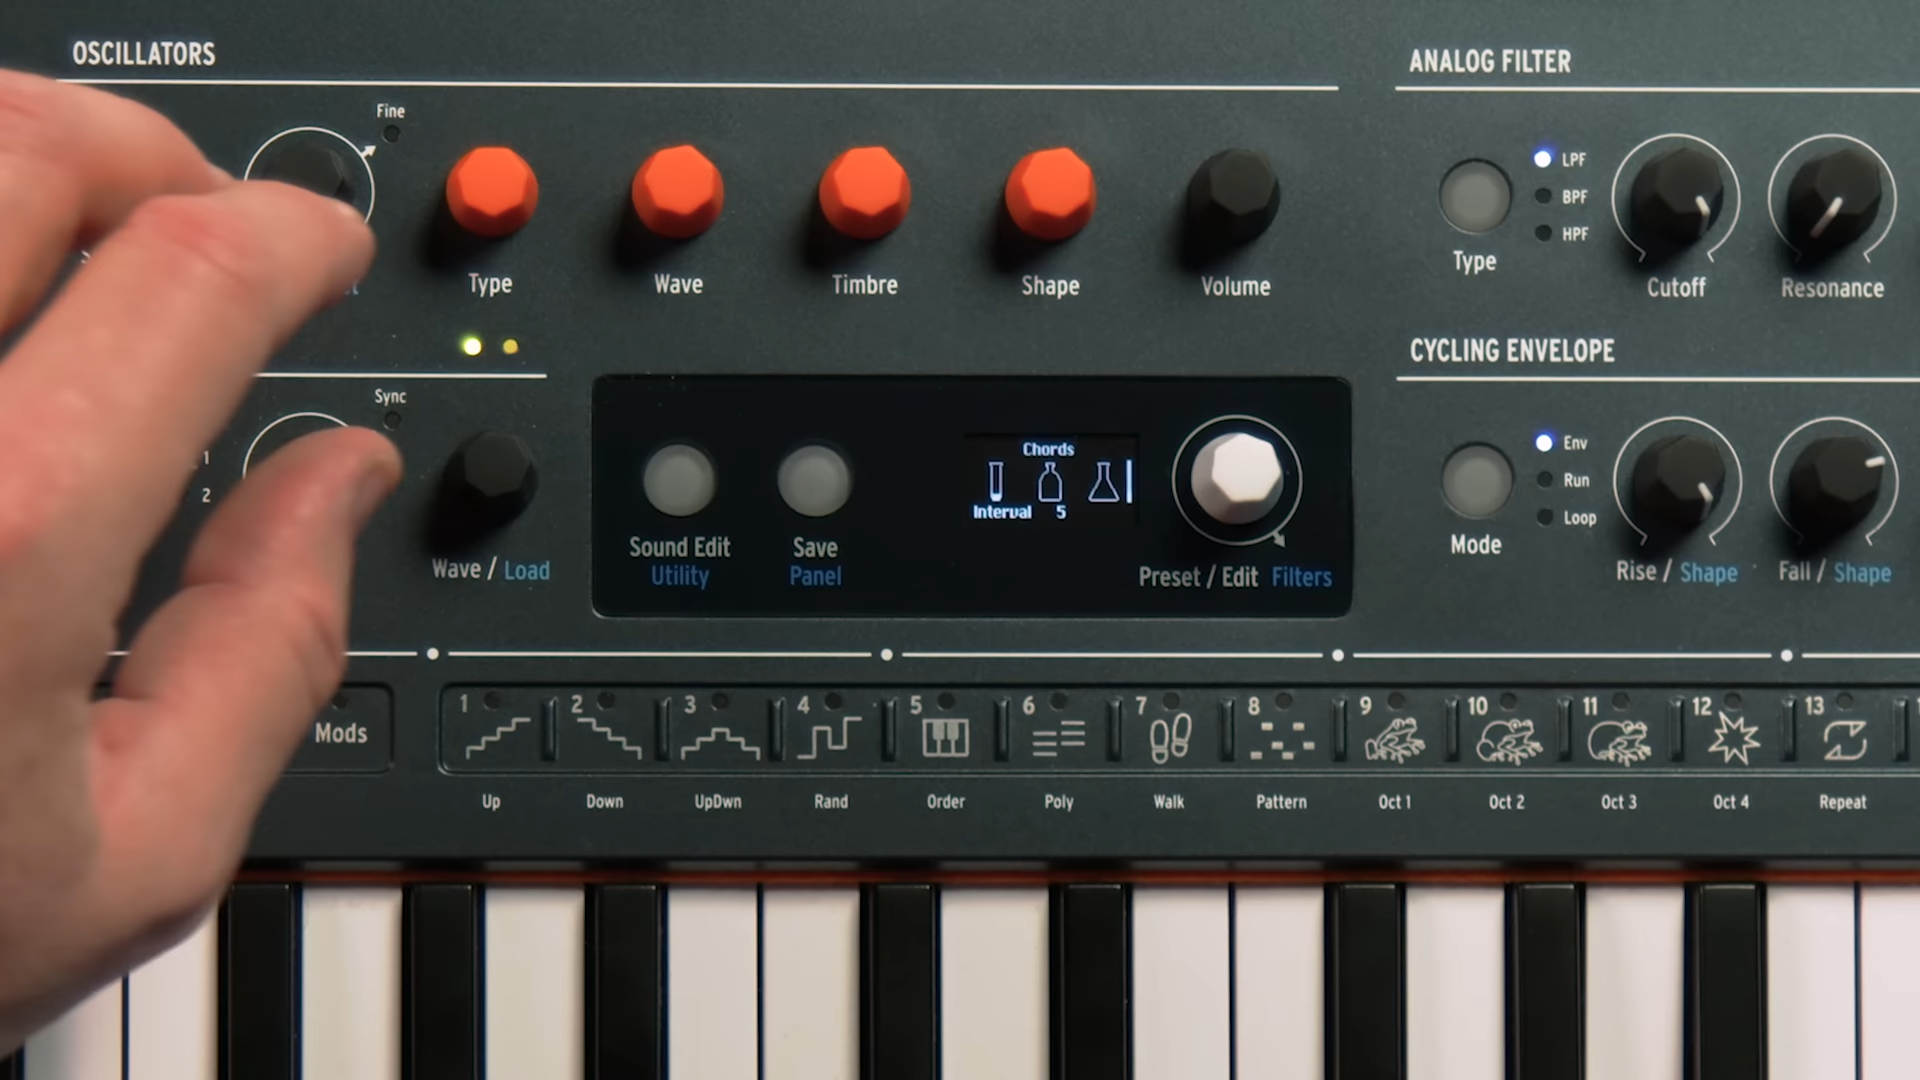 OSCILLATORS
ANALOG FILTER
Fine
LPF
BPF
HPF
Type
Type
Wave
Timbre
Shape
Volume
Cutoff
Resonance
CYCLING ENVELOPE
Sync
Chords
Interval 5
1
2
Env
Run
Loop
Wave / Load
Sound Edit
Utility
Save
Panel
Preset / Edit Filters
Mode
Rise / Shape
Fall / Shape
Mods
1 2 3 4 5 6 7 8 9 10 11 12 13
Up Down UpDwn Rand Order Poly Walk Pattern Oct 1 Oct 2 Oct 3 Oct 4 Repeat